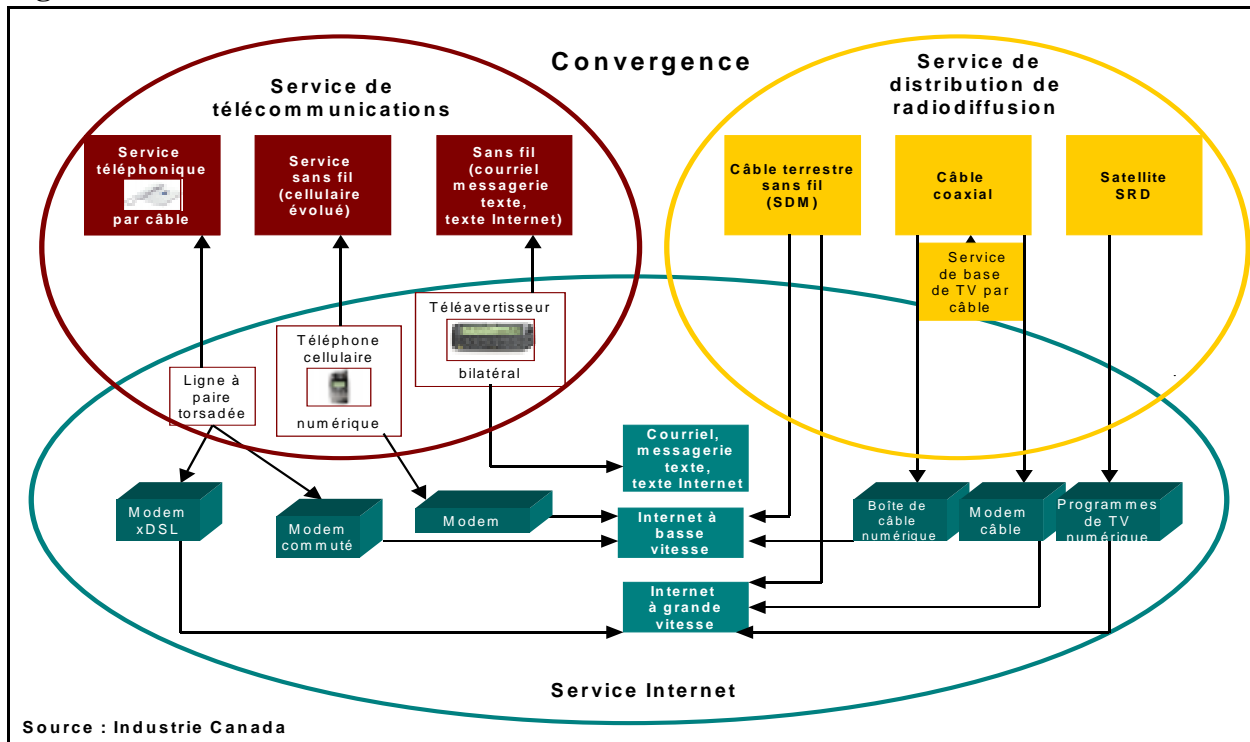 Convergence
Service de
télécommunications
Service de
distribution de
radiodiffusion
Service
téléphonique
par câble
Service
sans fil
(cellulaire
évolué)
Sans fil
(courriel
messagerie
texte,
texte Internet)
Câble terrestre
sans fil
(SDM)
Câble
coaxial
Satellite
SRD
Service
de base
de TV par
câble
Téléavertisseur
bilatéral
Téléphone
cellulaire
numérique
Ligne à
paire
torsadée
Courriel,
messagerie
texte,
texte Internet
Modem
xDSL
Modem
commuté
Modem
Internet à
basse
vitesse
Boîte de
câble
numérique
Modem
câble
Programmes
de TV
numérique
Internet
à grande
vitesse
Service Internet
Source : Industrie Canada